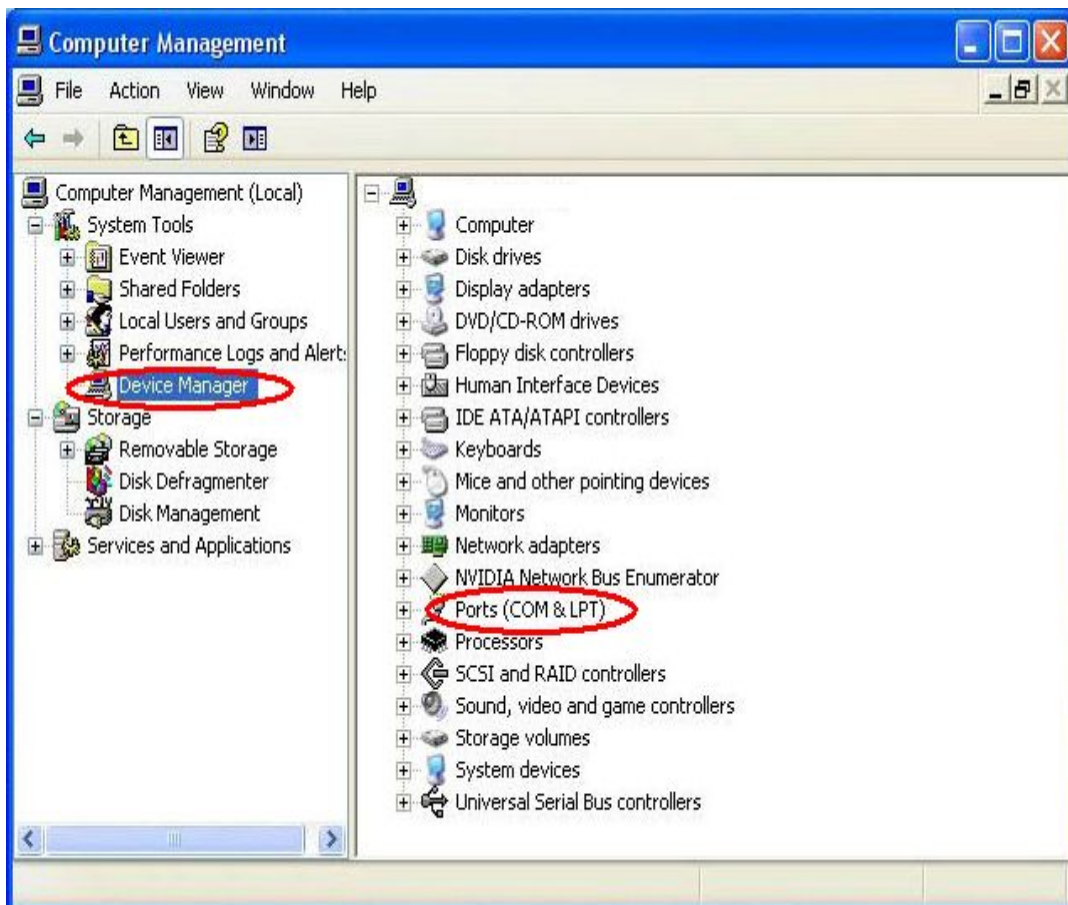 Computer Management
File Action View Window Help
Computer Management (Local)
System Tools
Event Viewer
Shared Folders
Local Users and Groups
Performance Logs and Alert
Device Manager
Storage
Removable Storage
Disk Defragmenter
Disk Management
Services and Applications
Computer
Disk drives
Display adapters
DVD/CD-ROM drives
Floppy disk controllers
Human Interface Devices
IDE ATA/ATAPI controllers
Keyboards
Mice and other pointing devices
Monitors
Network adapters
NVIDIA Network Bus Enumerator
Ports (COM & LPT)
Processors
SCSI and RAID controllers
Sound, video and game controllers
Storage volumes
System devices
Universal Serial Bus controllers